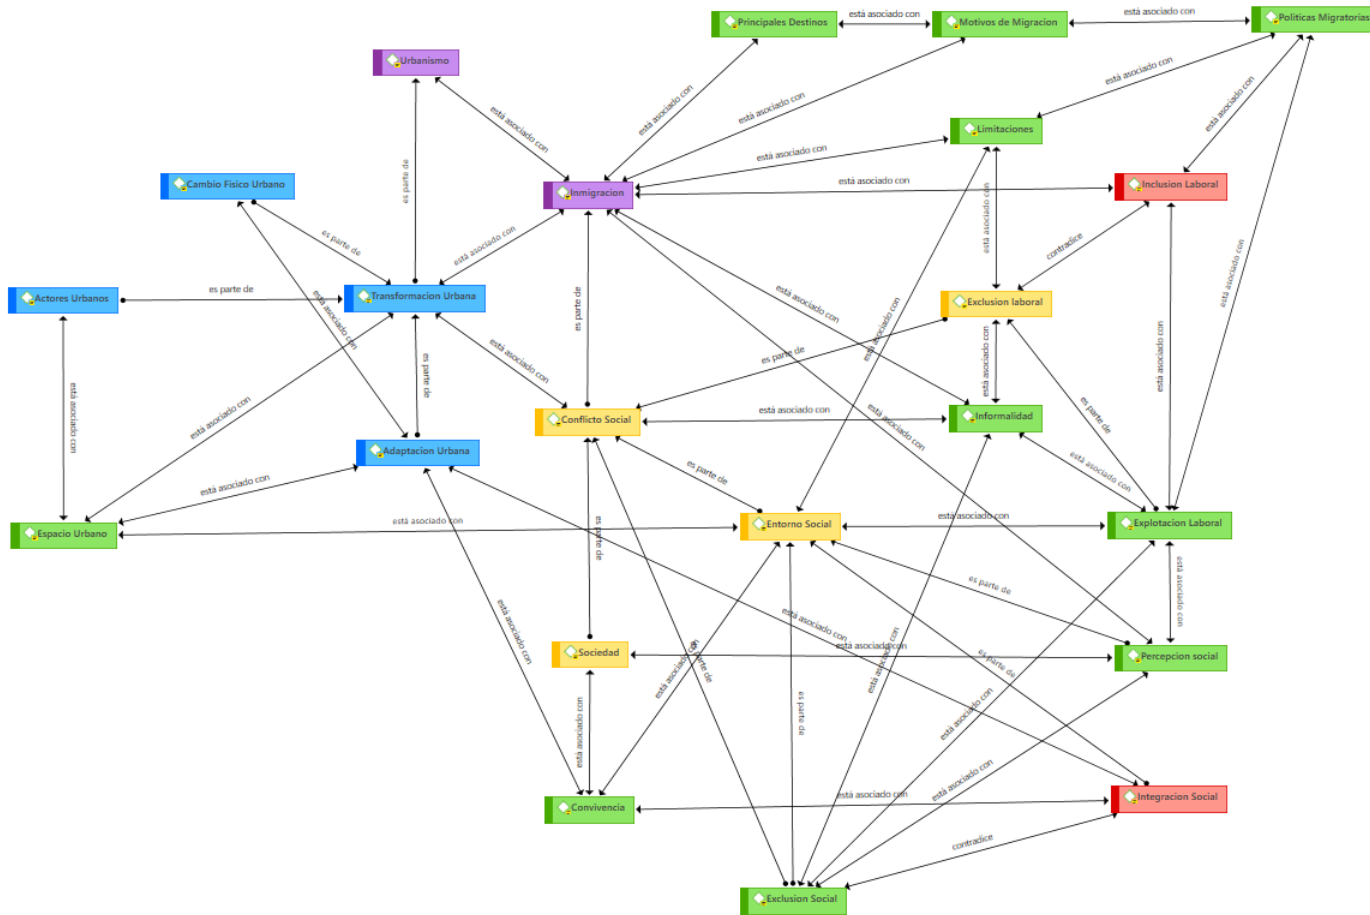 Principales Destinos
está asociado con
Motivos de Migracion
está asociado con
Politicas Migratorias
Urbanismo
está asociado con
está asociado con
está asociado con
está asociado con
está asociado con
Limitaciones
está asociado con
es parte de
está asociado con
Cambio Fisico Urbano
Inmigracion
está asociado con
Inclusion Laboral
es parte de
está asociado con
está asociado con
contradice
está asociado con
Actores Urbanos
es parte de
está asociado con
Transformacion Urbana
es parte de
está asociado con
Exclusion laboral
está asociado con
está asociado con
es parte de
está asociado con
es parte de
está asociado con
está asociado con
es parte de
está asociado con
Conflicto Social
está asociado con
Informalidad
es parte de
Adaptacion Urbana
está asociado con
está asociado con
es parte de
está asociado con
Espacio Urbano
está asociado con
Entorno Social
está asociado con
Explotacion Laboral
es parte de
está asociado con
es parte de
está asociado con
está asociado con
está asociado con
Sociedad
está asociado con
es parte de
está asociado con
Percepcion social
es parte de
está asociado con
es parte de
está asociado con
está asociado con
Convivencia
está asociado con
Integracion Social
contradice
Exclusion Social